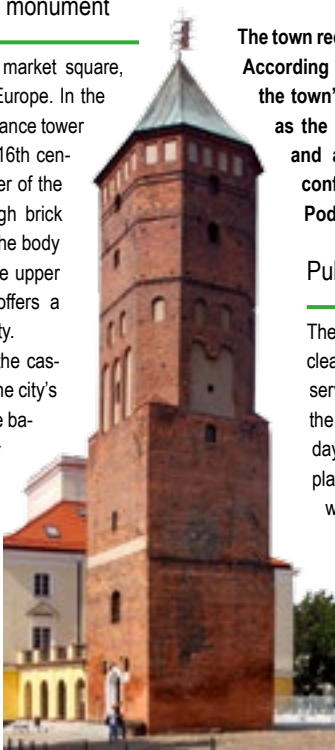 monument
market square,
Europe. In the
ance tower
16th cen-
er of the
gh brick
he body
e upper
offers a
ty.
the cas-
he city's
e ba-
The town rec
According
the town'
as the
and a
conf
Pod
Pul
The
clea
serv
the
day
pla
w